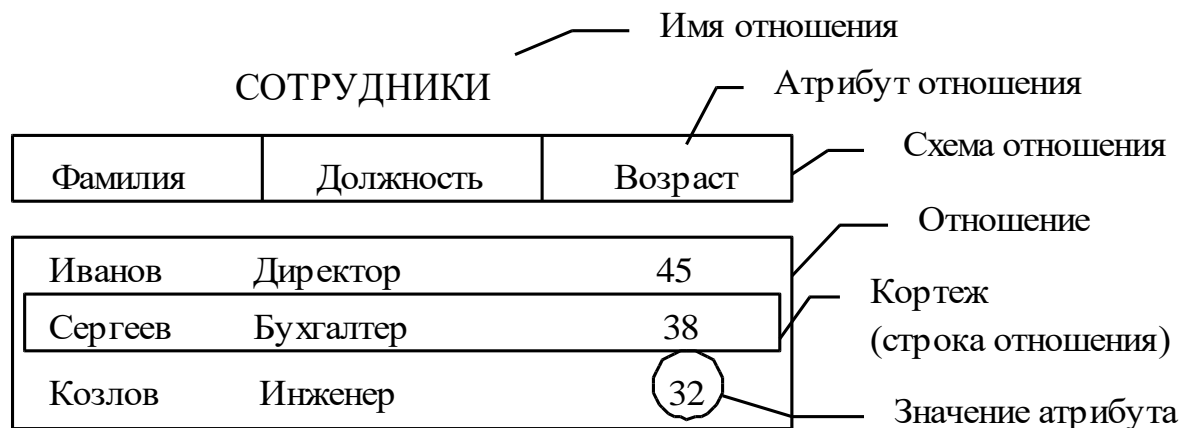 Имя отношения
СОТРУДНИКИ
Атрибут отношения
Схема отношения
Фамилия Должность Возраст
Отношение
Иванов Директор 45
Кортеж
Сергеев Бухгалтер 38
(строка отношения)
Козлов Инженер 32
Значение атрибута